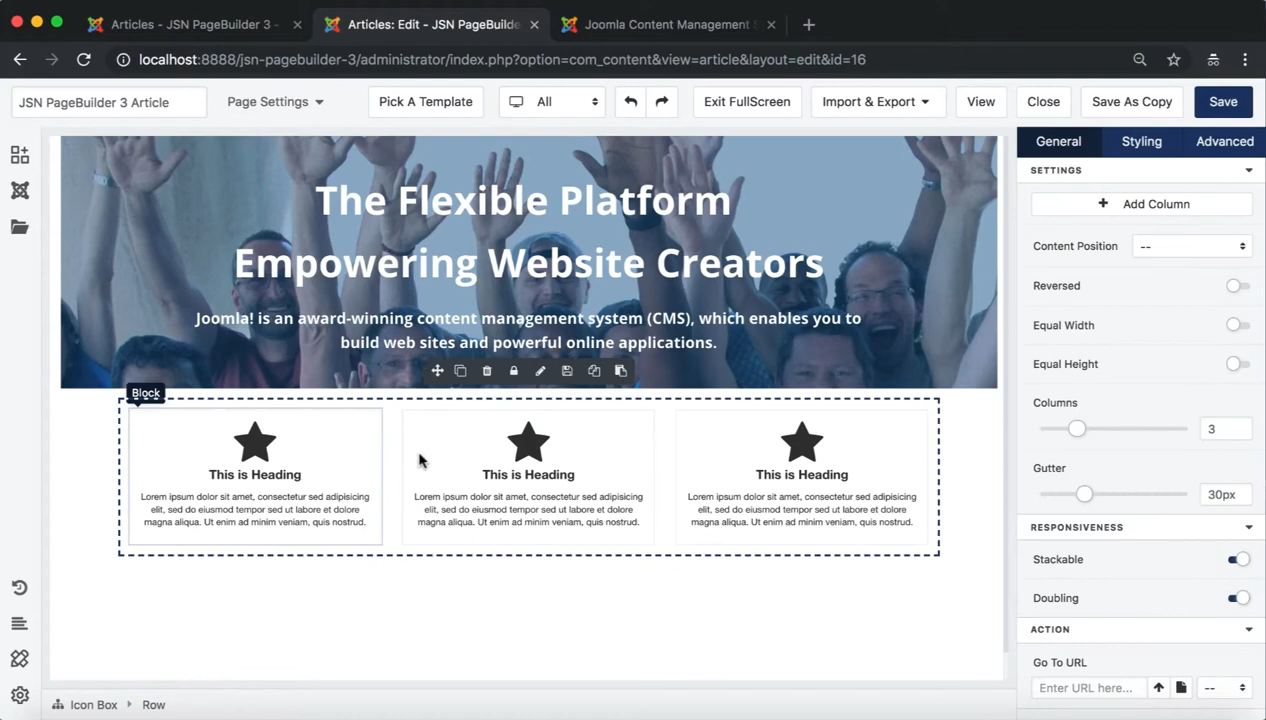 Articles - JSN PageBuilder 3 -
Articles: Edit - JSN PageBuilde
Joomla Content Management S
localhost:8888/jsn-pagebuilder-3/administrator/index.php?option=com_content&view=article&layout=edit&id=16
JSN PageBuilder 3 Article
Page Settings
Pick A Template
All
Exit FullScreen
Import & Export
View
Close
Save As Copy
Save
General
Styling
Advanced
SETTINGS
Add Column
Content Position
--
Reversed
Equal Width
Equal Height
Columns
3
Gutter
30px
RESPONSIVENESS
Stackable
Doubling
ACTION
Go To URL
Enter URL here...
--
The Flexible Platform
Empowering Website Creators
Joomla! is an award-winning content management system (CMS), which enables you to
build web sites and powerful online applications.
Block
This is Heading
Lorem ipsum dolor sit amet, consectetur sed adipisicing
elit, sed do eiusmod tempor sed ut labore et dolore
magna aliqua. Ut enim ad minim veniam, quis nostrud.
This is Heading
Lorem ipsum dolor sit amet, consectetur sed adipisicing
elit, sed do eiusmod tempor sed ut labore et dolore
magna aliqua. Ut enim ad minim veniam, quis nostrud.
This is Heading
Lorem ipsum dolor sit amet, consectetur sed adipisicing
elit, sed do eiusmod tempor sed ut labore et dolore
magna aliqua. Ut enim ad minim veniam, quis nostrud.
Icon Box
Row